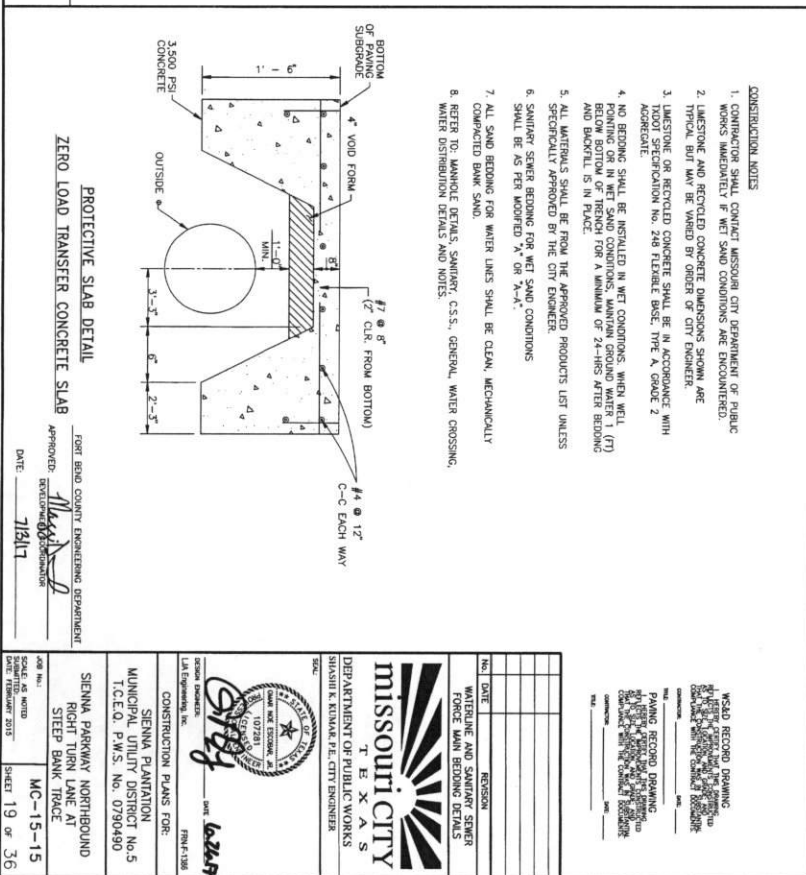 CONSTRUCTION NOTES
1. CONTRACTOR SHALL CONTACT MISSOURI CITY DEPARTMENT OF PUBLIC
WORKS IMMEDIATELY IF WET SAND CONDITIONS ARE ENCOUNTERED.
2. LIMESTONE AND RECYCLED CONCRETE DIMENSIONS SHOWN ARE
TYPICAL BUT MAY BE VARIED BY ORDER OF CITY ENGINEER.
3. LIMESTONE OR RECYCLED CONCRETE SHALL BE IN ACCORDANCE WITH
TXDOT SPECIFICATION No. 248 FLEXIBLE BASE, TYPE A, GRADE 2
AGGREGATE.
4. NO BEDDING SHALL BE INSTALLED IN WET CONDITIONS. WHEN WELL
POINTING OR IN WET SAND CONDITIONS, MAINTAIN GROUND WATER 1 (FT)
BELOW BOTTOM OF TRENCH FOR A MINIMUM OF 24-HRS AFTER BEDDING
AND BACKFILL IS IN PLACE.
5. ALL MATERIALS SHALL BE FROM THE APPROVED PRODUCTS LIST UNLESS
SPECIFICALLY APPROVED BY THE CITY ENGINEER.
6. SANITARY SEWER BEDDING FOR WET SAND CONDITIONS
SHALL BE AS PER MODIFIED "A" OR "A-A".
7. ALL SAND BEDDING FOR WATER LINES SHALL BE CLEAN, MECHANICALLY
COMPACTED BANK SAND.
8. REFER TO: MANHOLE DETAILS, SANITARY, C.S.S., GENERAL, WATER CROSSING,
WATER DISTRIBUTION DETAILS AND NOTES.
BOTTOM
OF PAVING
SUBGRADE
4" VOID FORM
1' - 6"
8"
#7 @ 8"
(2" CLR. FROM BOTTOM)
#4 @ 12"
C-C EACH WAY
1'-0"
MIN.
3,500 PSI
CONCRETE
OUTSIDE
3'-3"
6"
2'-3"
PROTECTIVE SLAB DETAIL
ZERO LOAD TRANSFER CONCRETE SLAB
FORT BEND COUNTY ENGINEERING DEPARTMENT
APPROVED:
DEVELOPMENT COORDINATOR
DATE: 7/3/17
WS&D RECORD DRAWING
PAVING RECORD DRAWING
No. DATE REVISION
WATERLINE AND SANITARY SEWER
FORCE MAIN BEDDING DETAILS
missouri CITY
TEXAS
DEPARTMENT OF PUBLIC WORKS
SHASHI K. KUMAR, P.E., CITY ENGINEER
SEAL:
STATE OF TEXAS
OMAR NOE ESCOBAR, JR.
107281
DESIGN ENGINEER:
DATE
LJA Engineering, Inc.
FRN-F-1386
CONSTRUCTION PLANS FOR:
SIENNA PLANTATION
MUNICIPAL UTILITY DISTRICT No.5
T.C.E.Q. P.W.S. No. 0790490
SIENNA PARKWAY NORTHBOUND
RIGHT TURN LANE AT
STEEP BANK TRACE
JOB No.:
MC-15-15
SCALE: AS NOTED
SUBMITTED:
DATE: FEBRUARY 2015
SHEET 19 OF 36